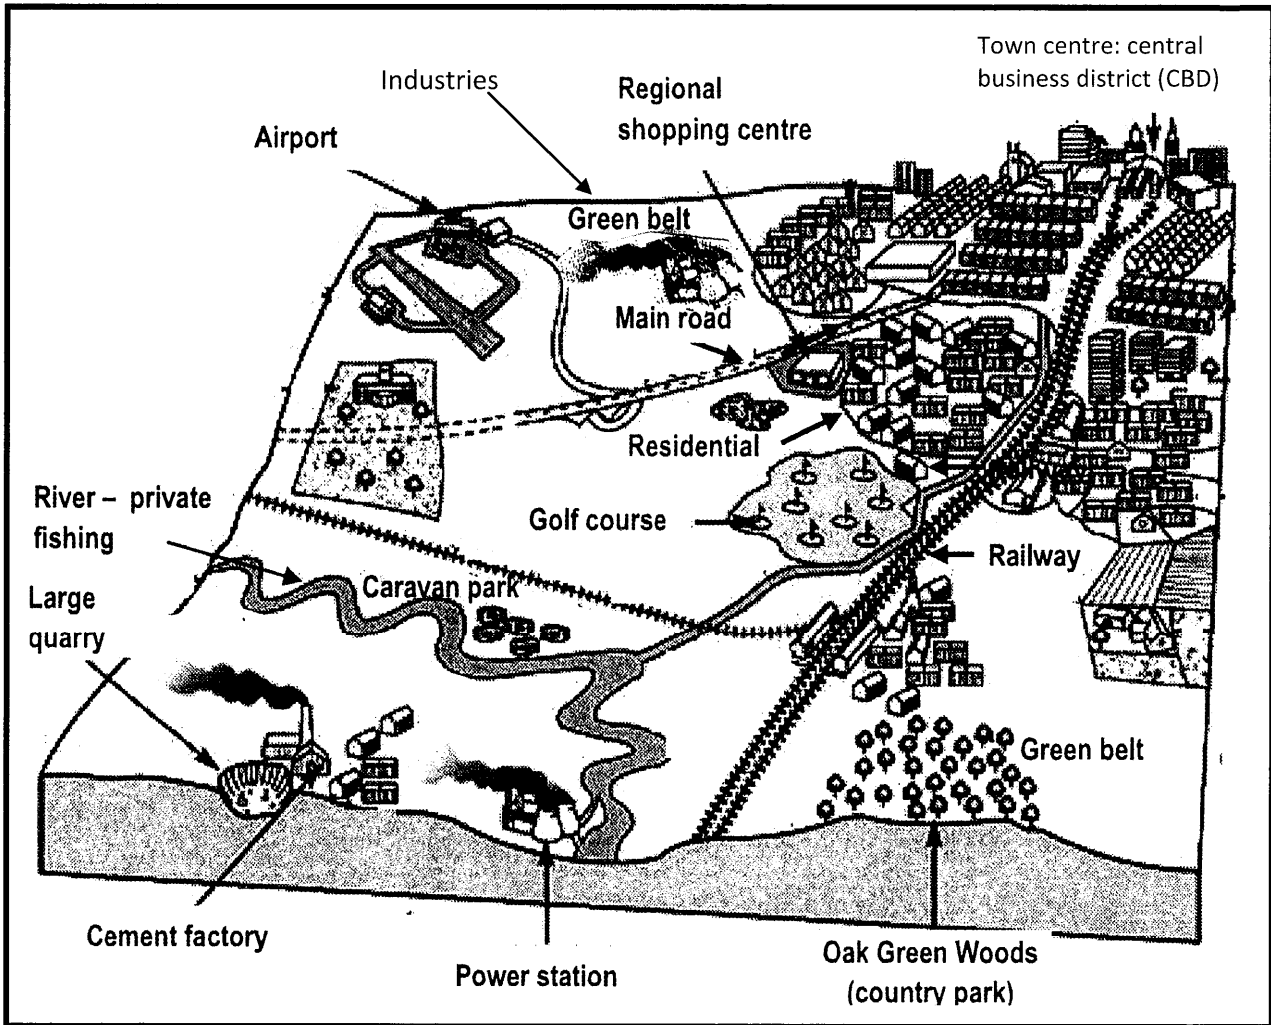 Town centre: central
business district (CBD)
Industries
Regional
shopping centre
Airport
Green belt
Main road
Residential
River – private
fishing
Golf course
Railway
Caravan park
Large
quarry
Green belt
Cement factory
Power station
Oak Green Woods
(country park)